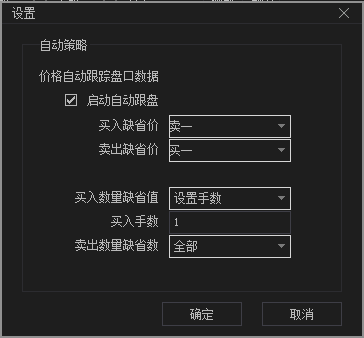 设置
自动策略
价格自动跟踪盘口数据
启动自动跟盘
买入缺省价 卖一
卖出缺省价 买一
买入数量缺省值 设置手数
买入手数 1
卖出数量缺省数 全部
确定 取消